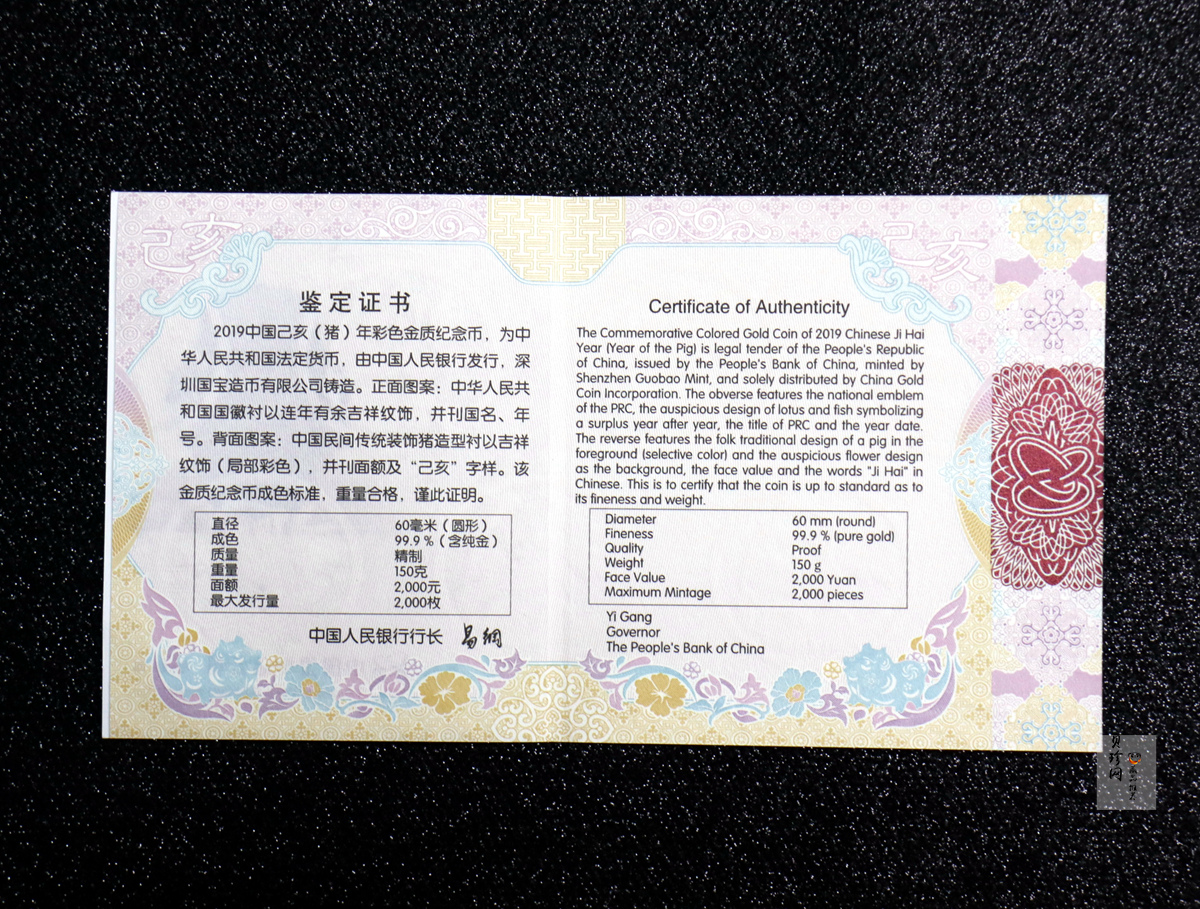 己亥
己亥
鉴定证书
2019中国己亥（猪）年彩色金质纪念币，为中
华人民共和国法定货币，由中国人民银行发行，深
圳国宝造币有限公司铸造。正面图案：中华人民共
和国国徽衬以连年有余吉祥纹饰，并刊国名、年
号。背面图案：中国民间传统装饰猪造型衬以吉祥
纹饰（局部彩色），并刊面额及“己亥”字样。该
金质纪念币成色标准，重量合格，谨此证明。
直径 60毫米（圆形）
成色 99.9％（含纯金）
质量 精制
重量 150克
面额 2,000元
最大发行量 2,000枚
中国人民银行行长 易纲
Certificate of Authenticity
The Commemorative Colored Gold Coin of 2019 Chinese Ji Hai
Year (Year of the Pig) is legal tender of the People's Republic
of China, issued by the People's Bank of China, minted by
Shenzhen Guobao Mint, and solely distributed by China Gold
Coin Incorporation. The obverse features the national emblem
of the PRC, the auspicious design of lotus and fish symbolizing
a surplus year after year, the title of PRC and the year date.
The reverse features the folk traditional design of a pig in the
foreground (selective color) and the auspicious flower design
as the background, the face value and the words "Ji Hai" in
Chinese. This is to certify that the coin is up to standard as to
its fineness and weight.
Diameter 60 mm (round)
Fineness 99.9 % (pure gold)
Quality Proof
Weight 150 g
Face Value 2,000 Yuan
Maximum Mintage 2,000 pieces
Yi Gang
Governor
The People's Bank of China